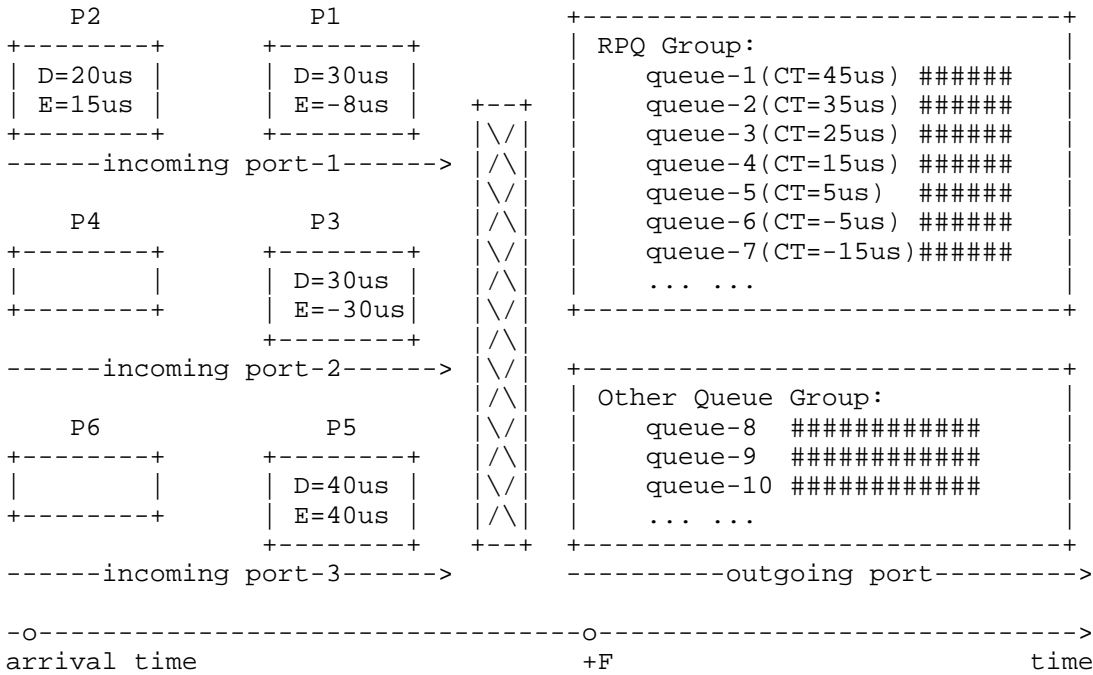 P2 P1
RPQ Group:
D=20us D=30us queue-1(CT=45us) ######
E=15us E=-8us queue-2(CT=35us) ######
queue-3(CT=25us) ######
------incoming port-1------> queue-4(CT=15us) ######
queue-5(CT=5us) ######
P4 P3 queue-6(CT=-5us) ######
queue-7(CT=-15us)######
D=30us ... ...
E=-30us
------incoming port-2------>
Other Queue Group:
P6 P5 queue-8 ############
queue-9 ############
D=40us queue-10 ############
E=40us ... ...
------incoming port-3------> ----------outgoing port--------->
-o----------------------------------o------------------------------->
arrival time +F time